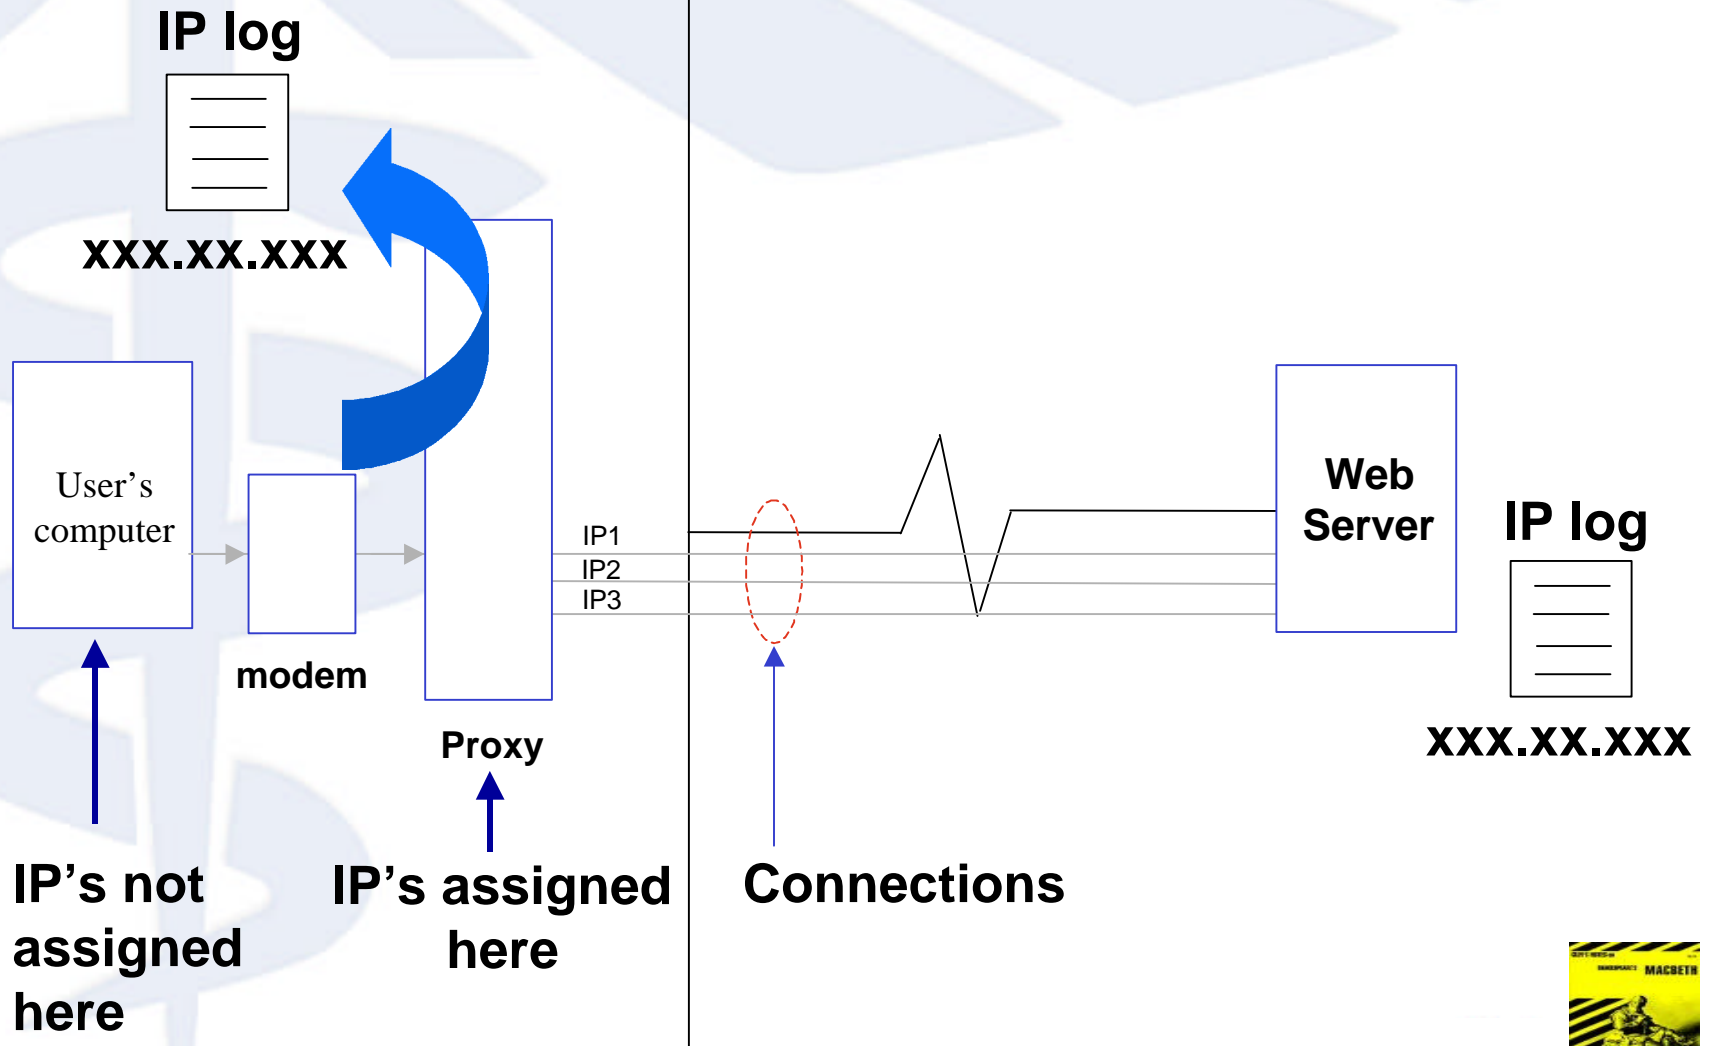 IP log
xxx.xx.xxx
User’s
computer
modem
Proxy
IP1
IP2
IP3
Web
Server
IP log
xxx.xx.xxx
IP’s not
assigned
here
IP’s assigned
here
Connections
MACBETH